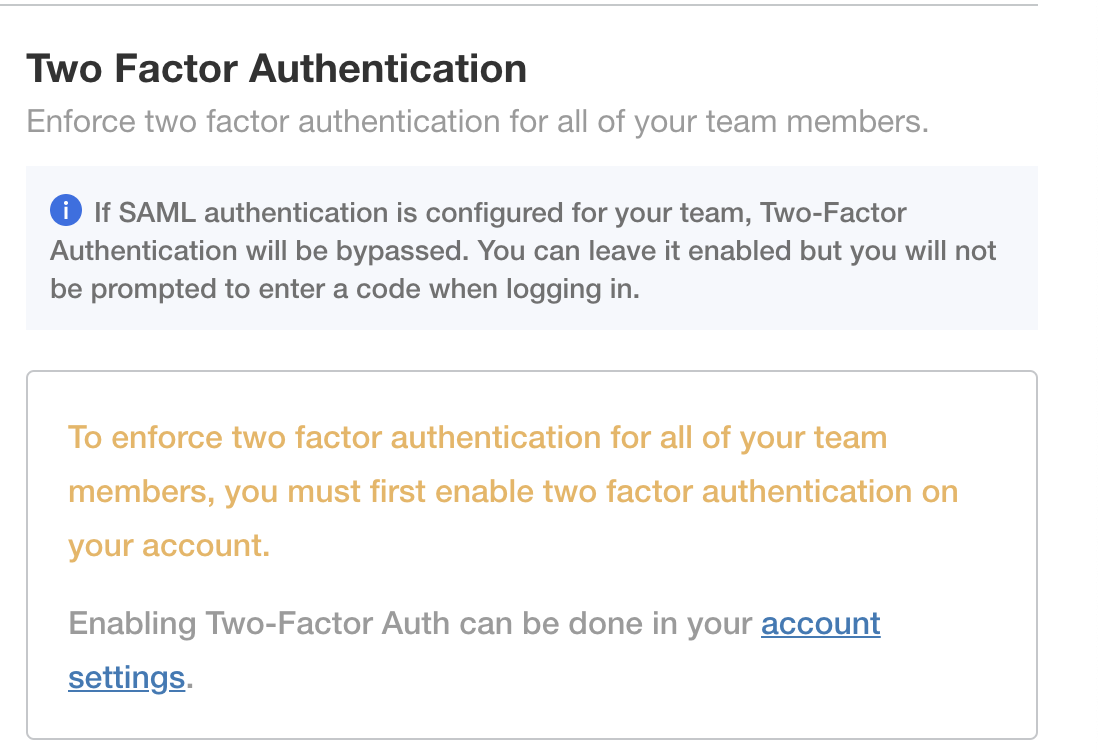 Two Factor Authentication
Enforce two factor authentication for all of your team members.
i If SAML authentication is configured for your team, Two-Factor
Authentication will be bypassed. You can leave it enabled but you will not
be prompted to enter a code when logging in.
To enforce two factor authentication for all of your team
members, you must first enable two factor authentication on
your account.
Enabling Two-Factor Auth can be done in your account
settings.